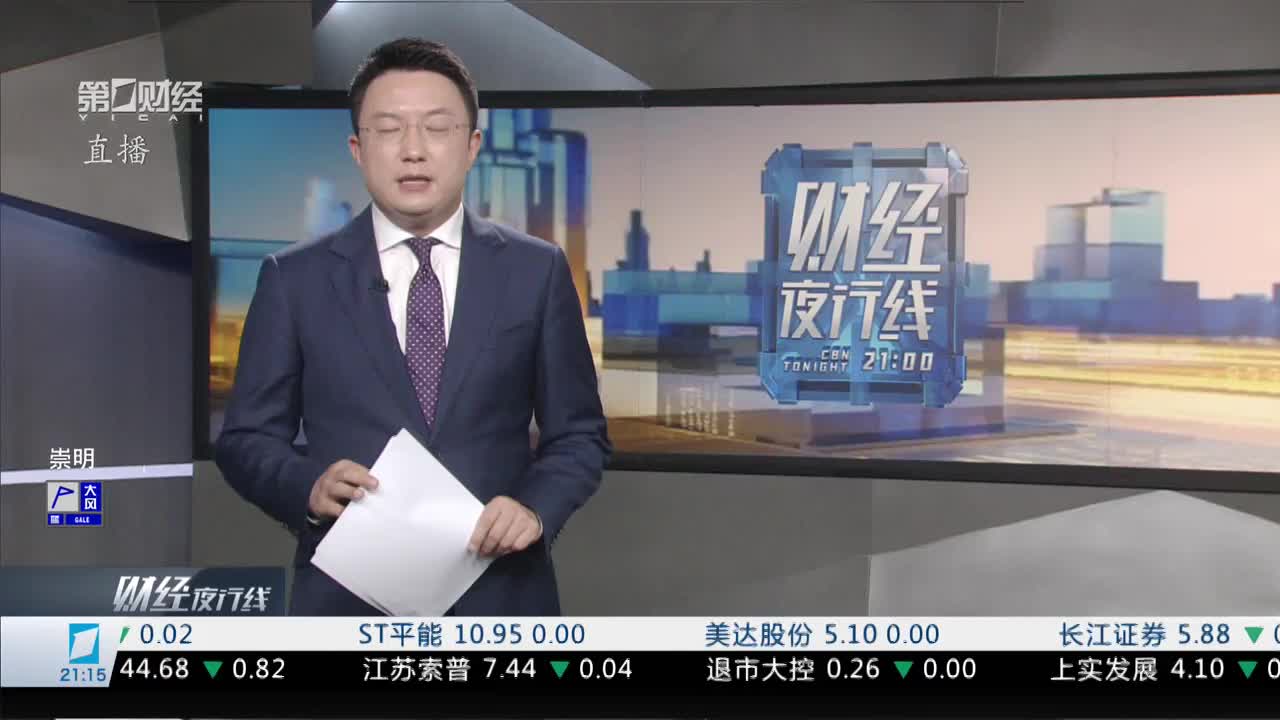 第一财经
YICAI
直播
财经
夜行线
CBN
TONIGHT 21:00
崇明
大风
GALE
财经夜行线
0.02 ST平能 10.95 0.00 美达股份 5.10 0.00 长江证券 5.88
21:15
44.68 0.82 江苏索普 7.44 0.04 退市大控 0.26 0.00 上实发展 4.10